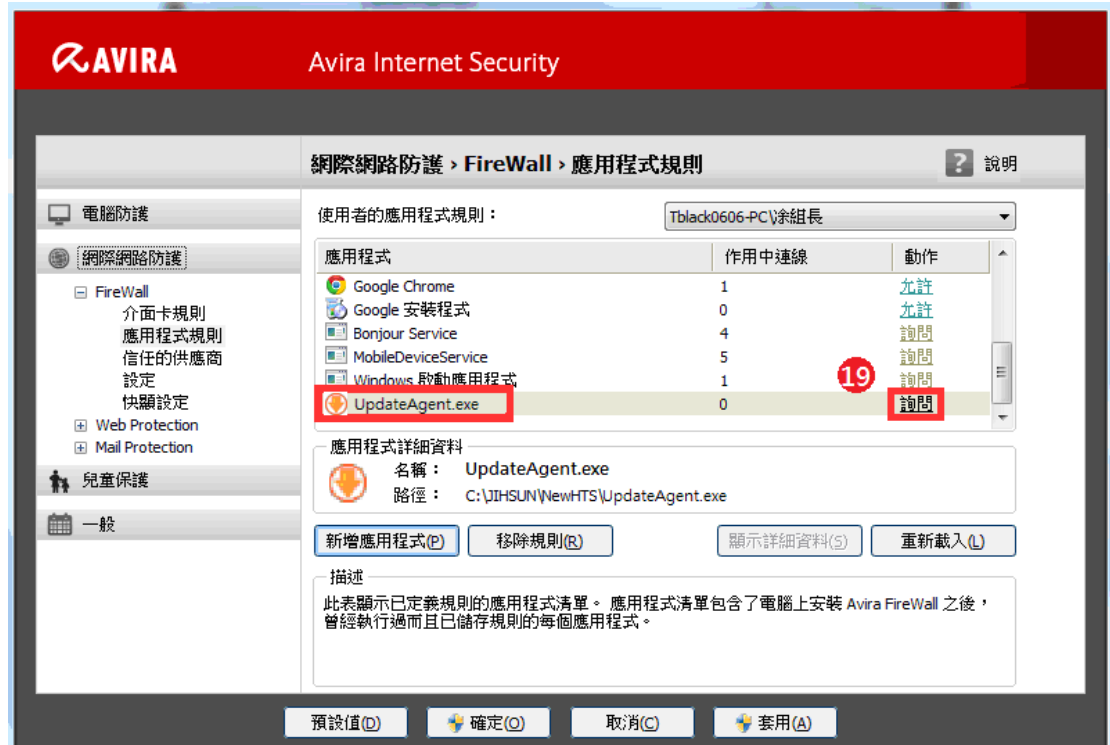 AVIRA
Avira Internet Security
網際網路防護 › FireWall › 應用程式規則
? 說明
電腦防護
網際網路防護
FireWall
介面卡規則
應用程式規則
信任的供應商
設定
快顯設定
Web Protection
Mail Protection
兒童保護
一般
使用者的應用程式規則：
Tblack0606-PC\涂組長
應用程式 作用中連線 動作
Google Chrome 1 允許
Google 安裝程式 0 允許
Bonjour Service 4 詢問
MobileDeviceService 5 詢問
Windows 啟動應用程式 1 詢問
19
UpdateAgent.exe 0 詢問
應用程式詳細資料
名稱： UpdateAgent.exe
路徑： C:\JIHSUN\NewHTS\UpdateAgent.exe
新增應用程式(P) 移除規則(R) 顯示詳細資料(S) 重新載入(L)
描述
此表顯示已定義規則的應用程式清單。 應用程式清單包含了電腦上安裝 Avira FireWall 之後，
曾經執行過而且已儲存規則的每個應用程式。
預設值(D) 確定(O) 取消(C) 套用(A)